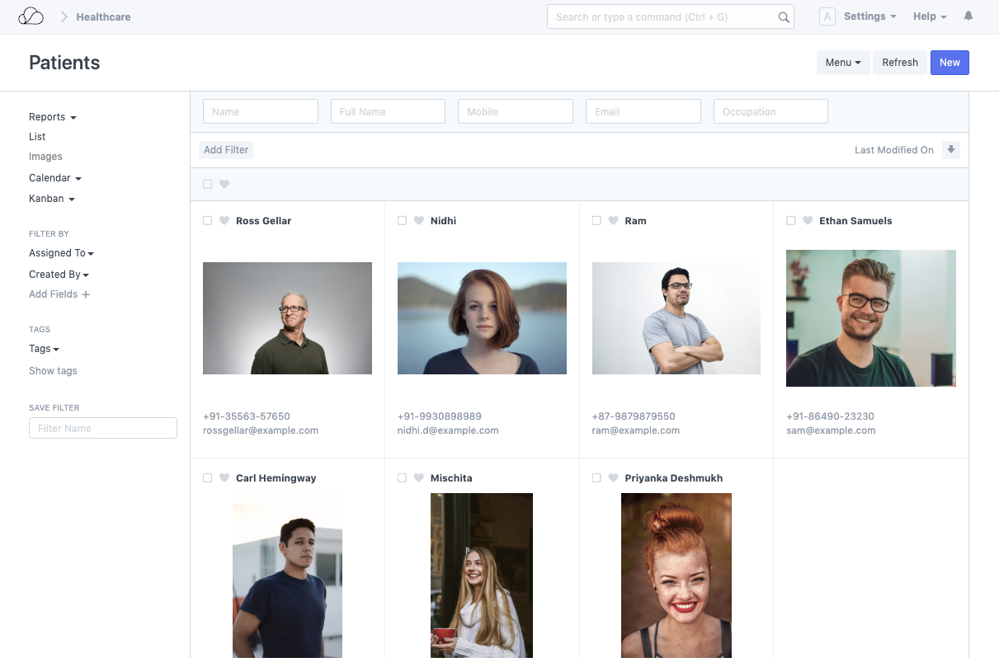 Healthcare
Search or type a command (Ctrl + G)
A
Settings
Help
Patients
Menu
Refresh
New
Reports
List
Images
Calendar
Kanban
FILTER BY
Assigned To
Created By
Add Fields
TAGS
Tags
Show tags
SAVE FILTER
Filter Name
Name
Full Name
Mobile
Email
Occupation
Add Filter
Last Modified On
Ross Gellar
+91-35563-57650
rossgellar@example.com
Nidhi
+91-9930898989
nidhi.d@example.com
Ram
+87-9879879550
ram@example.com
Ethan Samuels
+91-86490-23230
sam@example.com
Carl Hemingway
Mischita
Priyanka Deshmukh